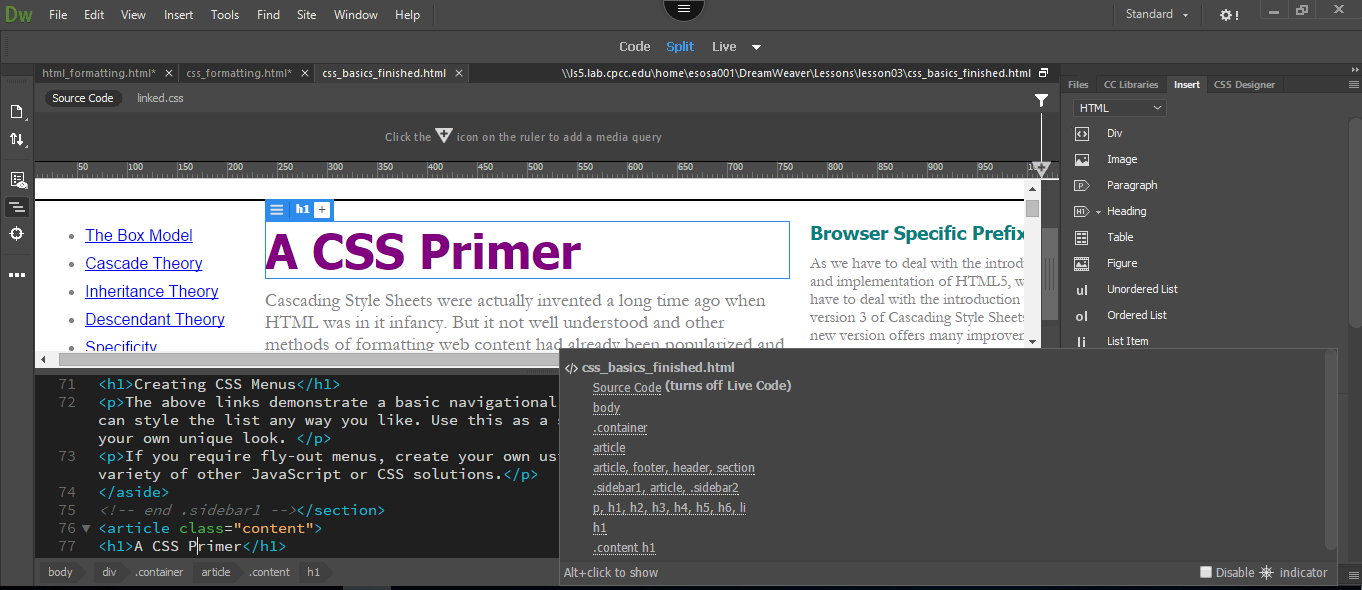 Dw File Edit View Insert Tools Find Site Window Help Standard !
Code Split Live
html_formatting.html* css_formatting.html* css_basics_finished.html \\ls5.lab.cpcc.edu\home\esosa001\DreamWeaver\Lessons\lesson03\css_basics_finished.html
Source Code linked.css
Click the icon on the ruler to add a media query
50 100 150 200 250 300 350 400 450 500 550 600 650 700 750 800 850 900 950
h1 +
The Box Model
Cascade Theory
Inheritance Theory
Descendant Theory
Specificity
A CSS Primer
Cascading Style Sheets were actually invented a long time ago when
HTML was in it infancy. But it not well understood and other
methods of formatting web content had already been popularized and
Browser Specific Prefix
As we have to deal with the introd
and implementation of HTML5, w
have to deal with the introduction
version 3 of Cascading Style Sheets
new version offers many improver
71 <h1>Creating CSS Menus</h1>
72 <p>The above links demonstrate a basic navigational
can style the list any way you like. Use this as a s
your own unique look. </p>
73 <p>If you require fly-out menus, create your own usi
variety of other JavaScript or CSS solutions.</p>
74 </aside>
75 <!-- end .sidebar1 --></section>
76 <article class="content">
77 <h1>A CSS Primer</h1>
body div .container article .content h1
</> css_basics_finished.html
Source Code (turns off Live Code)
body
.container
article
article, footer, header, section
.sidebar1, article, .sidebar2
p, h1, h2, h3, h4, h5, h6, li
h1
.content h1
Alt+click to show
Disable indicator
Files CC Libraries Insert CSS Designer
HTML
Div
Image
P Paragraph
H1 Heading
Table
Figure
ul Unordered List
ol Ordered List
li List Item